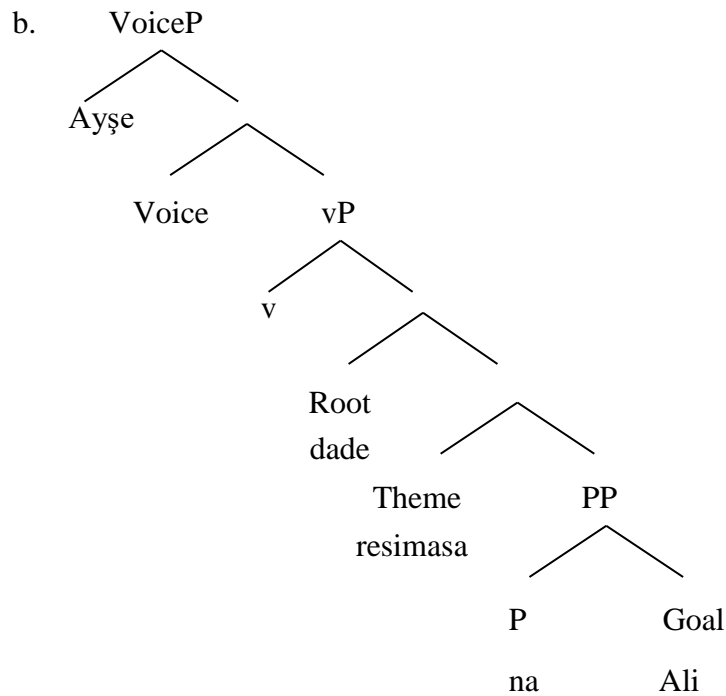 b. VoiceP
Ayşe
Voice vP
v
Root
dade
Theme PP
resimasa
P Goal
na Ali